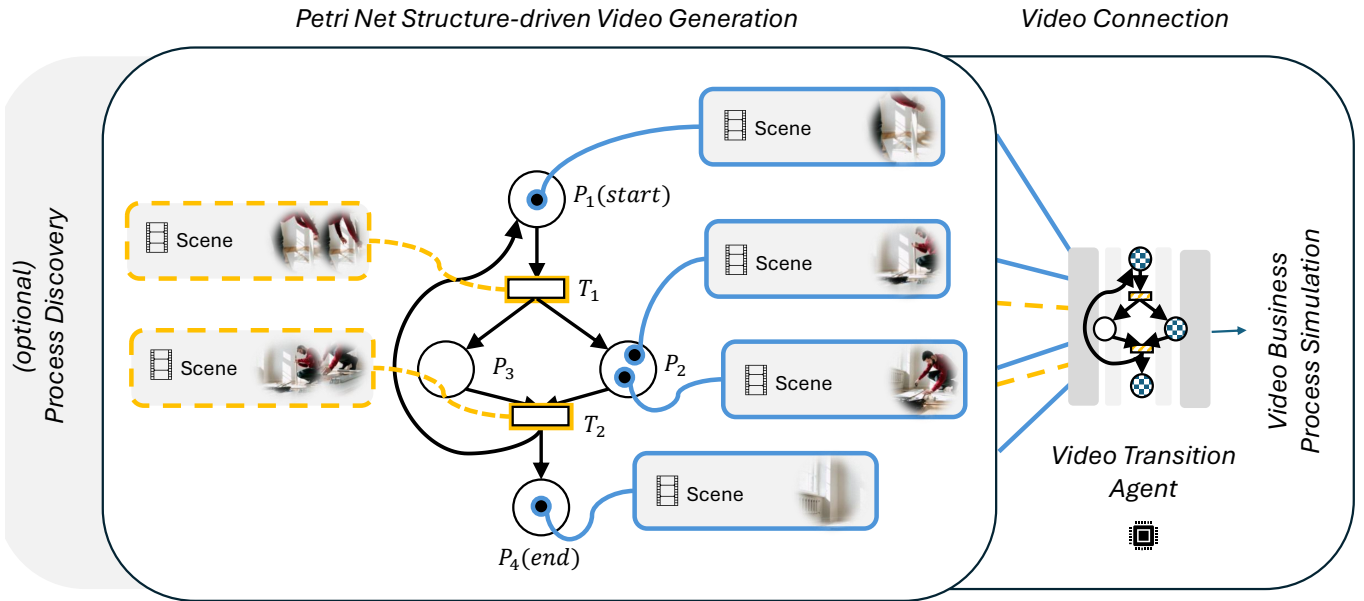 Petri Net Structure-driven Video Generation
Video Connection
(optional)
Process Discovery
Scene
P₁(start)
Scene
T₁
Scene
Scene
P₃
P₂
Scene
T₂
Scene
P₄(end)
Video Transition
Agent
Video Business
Process Simulation